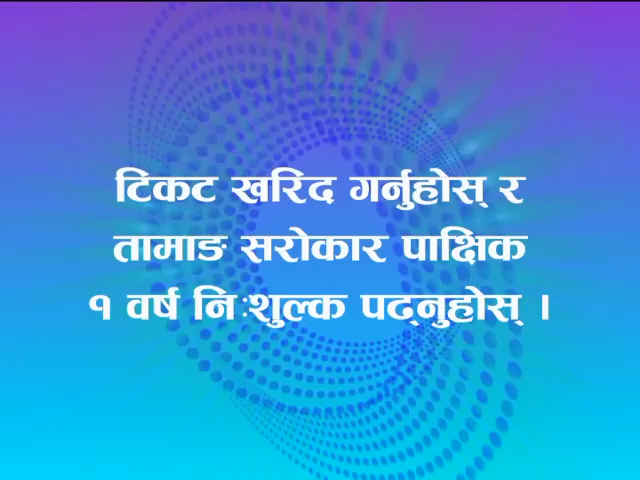 टिकट खरिद गर्नुहोस् र
तामाङ सरोकार पाक्षिक
१ वर्ष निःशुल्क पढ्नुहोस् ।